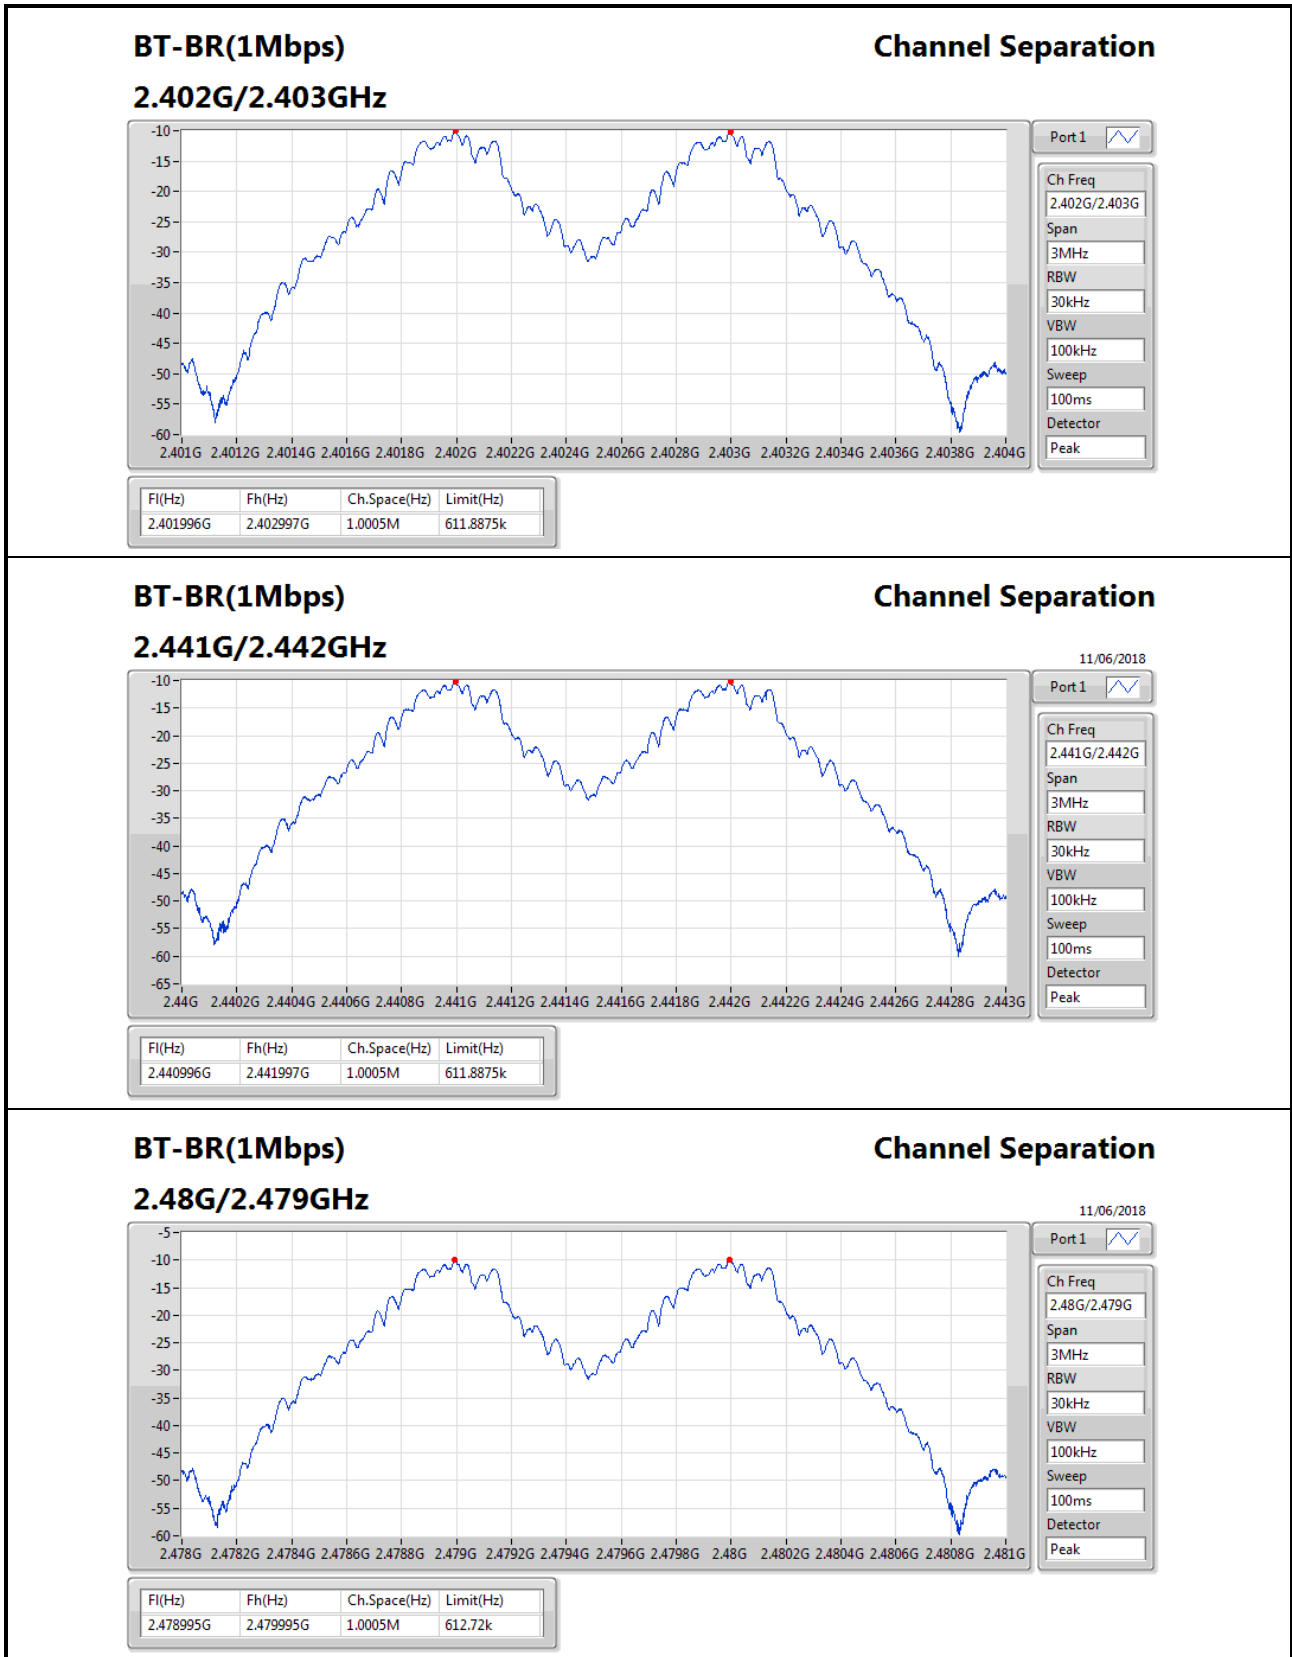 BT-BR(1Mbps) Channel Separation
2.402G/2.403GHz
-10
-15
-20
-25
-30
-35
-40
-45
-50
-55
-60
2.401G 2.4012G 2.4014G 2.4016G 2.4018G 2.402G 2.4022G 2.4024G 2.4026G 2.4028G 2.403G 2.4032G 2.4034G 2.4036G 2.4038G 2.404G
Port 1
Ch Freq
2.402G/2.403G
Span
3MHz
RBW
30kHz
VBW
100kHz
Sweep
100ms
Detector
Peak
Fl(Hz) Fh(Hz) Ch.Space(Hz) Limit(Hz)
2.401996G 2.402997G 1.0005M 611.8875k
BT-BR(1Mbps) Channel Separation
2.441G/2.442GHz
11/06/2018
-10
-15
-20
-25
-30
-35
-40
-45
-50
-55
-60
-65
2.44G 2.4402G 2.4404G 2.4406G 2.4408G 2.441G 2.4412G 2.4414G 2.4416G 2.4418G 2.442G 2.4422G 2.4424G 2.4426G 2.4428G 2.443G
Port 1
Ch Freq
2.441G/2.442G
Span
3MHz
RBW
30kHz
VBW
100kHz
Sweep
100ms
Detector
Peak
Fl(Hz) Fh(Hz) Ch.Space(Hz) Limit(Hz)
2.440996G 2.441997G 1.0005M 611.8875k
BT-BR(1Mbps) Channel Separation
2.48G/2.479GHz
11/06/2018
-5
-10
-15
-20
-25
-30
-35
-40
-45
-50
-55
-60
2.478G 2.4782G 2.4784G 2.4786G 2.4788G 2.479G 2.4792G 2.4794G 2.4796G 2.4798G 2.48G 2.4802G 2.4804G 2.4806G 2.4808G 2.481G
Port 1
Ch Freq
2.48G/2.479G
Span
3MHz
RBW
30kHz
VBW
100kHz
Sweep
100ms
Detector
Peak
Fl(Hz) Fh(Hz) Ch.Space(Hz) Limit(Hz)
2.478995G 2.479995G 1.0005M 612.72k